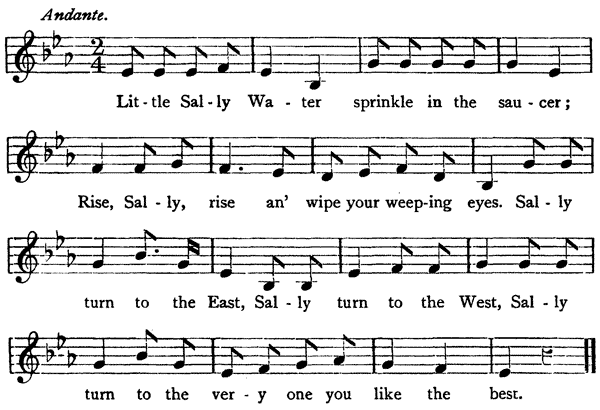 Andante.
2
4
Lit - tle Sal - ly Wa - ter sprinkle in the sau - cer ;
Rise, Sal - ly, rise an' wipe your weep-ing eyes. Sal - ly
turn to the East, Sal - ly turn to the West, Sal - ly
turn to the ver - y one you like the best.